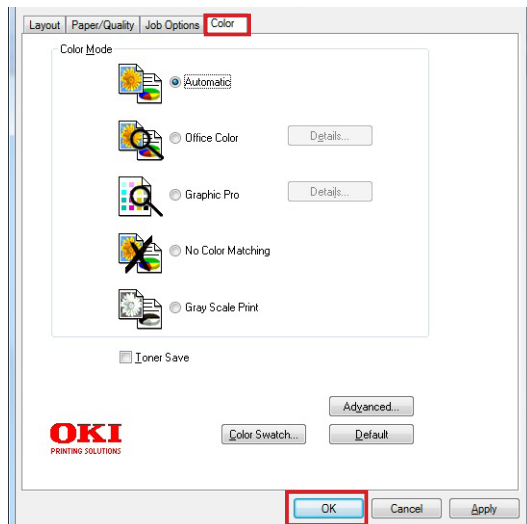 Layout Paper/Quality Job Options Color
Color Mode
Automatic
Office Color Details...
Graphic Pro Details...
No Color Matching
Gray Scale Print
Toner Save
Advanced...
OKI Color Swatch... Default
PRINTING SOLUTIONS
OK Cancel Apply